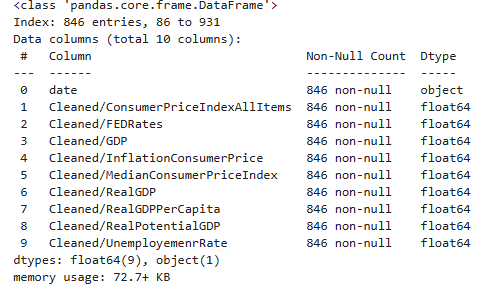 <class 'pandas.core.frame.DataFrame'>
Index: 846 entries, 86 to 931
Data columns (total 10 columns):
 #   Column                              Non-Null Count  Dtype
---  ------                              --------------  -----
 0   date                                846 non-null    object
 1   Cleaned/ConsumerPriceIndexAllItems  846 non-null    float64
 2   Cleaned/FEDRates                    846 non-null    float64
 3   Cleaned/GDP                         846 non-null    float64
 4   Cleaned/InflationConsumerPrice      846 non-null    float64
 5   Cleaned/MedianConsumerPriceIndex    846 non-null    float64
 6   Cleaned/RealGDP                     846 non-null    float64
 7   Cleaned/RealGDPPerCapita            846 non-null    float64
 8   Cleaned/RealPotentialGDP            846 non-null    float64
 9   Cleaned/UnemployemenrRate           846 non-null    float64
dtypes: float64(9), object(1)
memory usage: 72.7+ KB